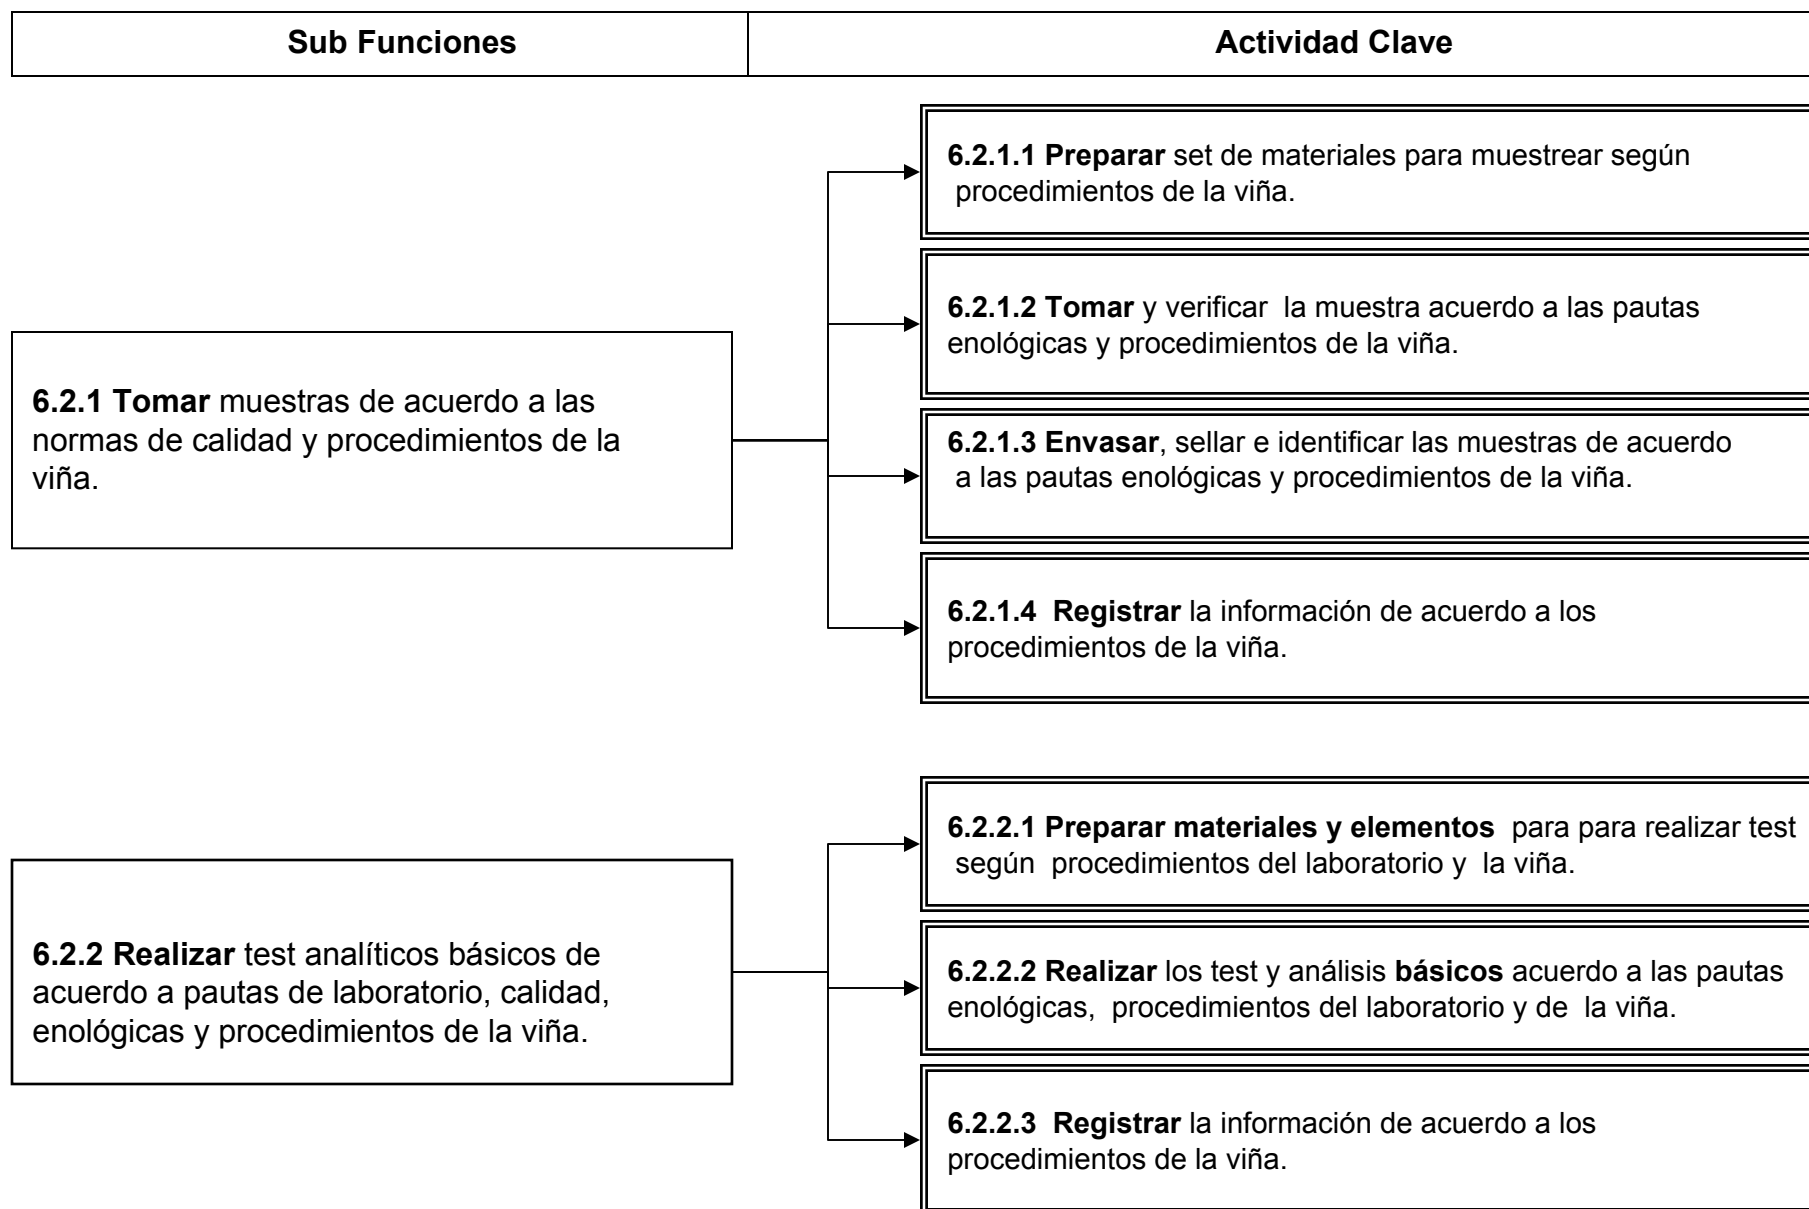 Sub Funciones
Actividad Clave
6.2.1 Tomar muestras de acuerdo a las
normas de calidad y procedimientos de la
viña.
6.2.1.1 Preparar set de materiales para muestrear según
procedimientos de la viña.
6.2.1.2 Tomar y verificar la muestra acuerdo a las pautas
enológicas y procedimientos de la viña.
6.2.1.3 Envasar, sellar e identificar las muestras de acuerdo
a las pautas enológicas y procedimientos de la viña.
6.2.1.4 Registrar la información de acuerdo a los
procedimientos de la viña.
6.2.2 Realizar test analíticos básicos de
acuerdo a pautas de laboratorio, calidad,
enológicas y procedimientos de la viña.
6.2.2.1 Preparar materiales y elementos para para realizar test
según procedimientos del laboratorio y la viña.
6.2.2.2 Realizar los test y análisis básicos acuerdo a las pautas
enológicas, procedimientos del laboratorio y de la viña.
6.2.2.3 Registrar la información de acuerdo a los
procedimientos de la viña.